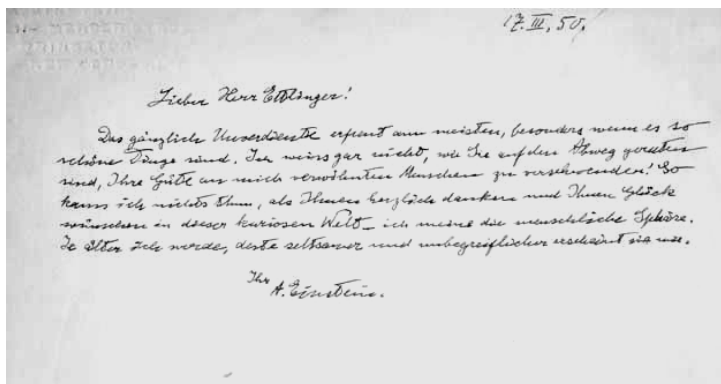 17. III. 50.
Lieber Herr Ettlinger!
Das gänzlich Unverdiente erfreut am meisten, besonders wenn es so
schöne Dinge sind. Ich weiss gar nicht, wie Sie auf den Abweg geraten
sind, Ihre Güte an mich verwöhnten Menschen zu verschwenden! So
kann ich nichts thun, als Ihnen herzlich danken und Ihnen Glück
wünschen in dieser kuriosen Welt – ich meine die menschliche Sphäre.
Je älter ich werde, desto seltsamer und unbegreiflicher erscheint sie mir.
Ihr
A. Einstein.